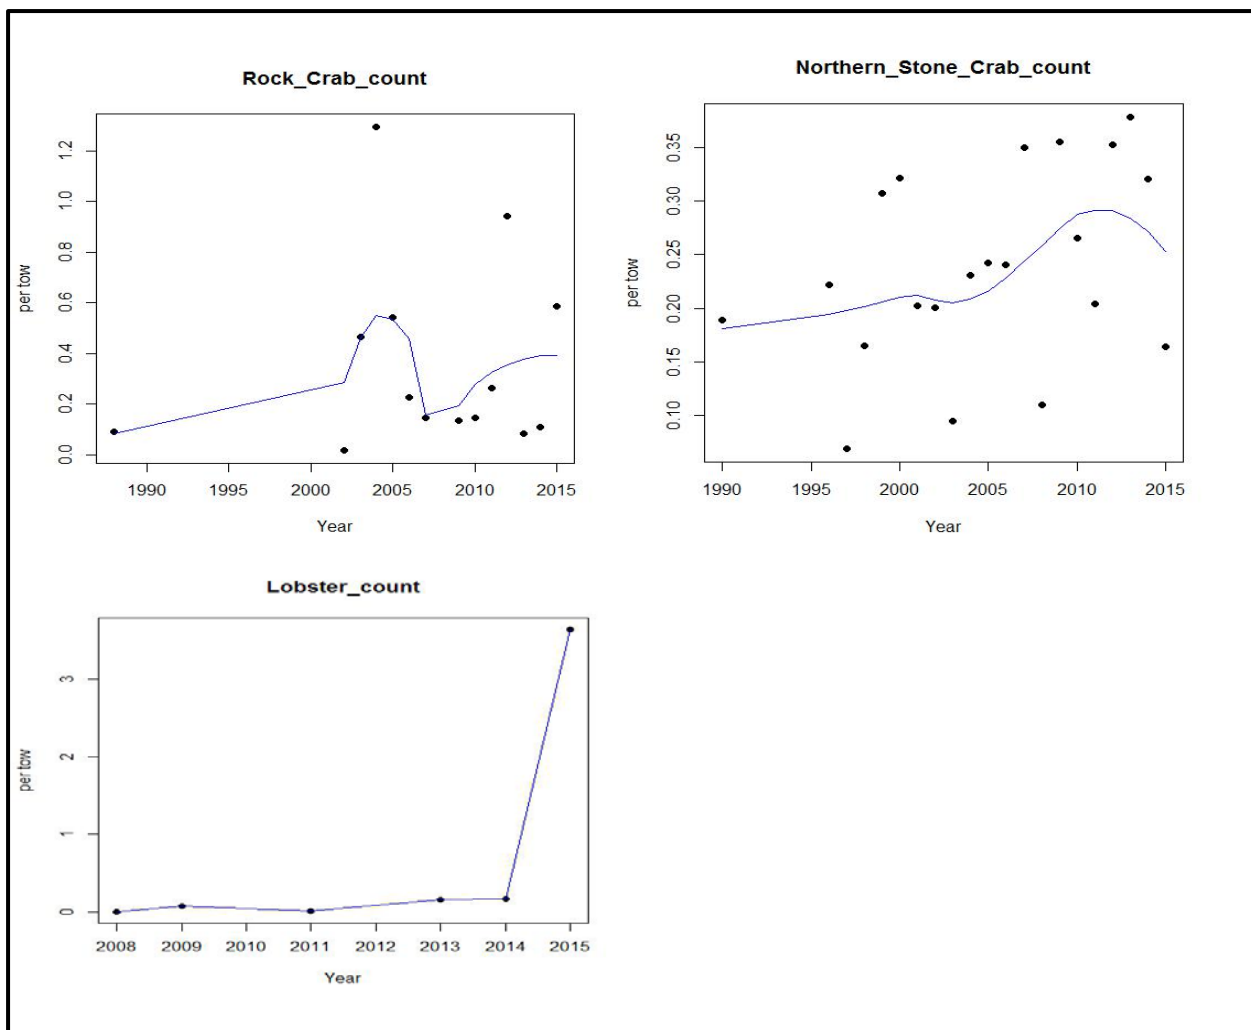 Rock_Crab_count
per tow
1.2
1.0
0.8
0.6
0.4
0.2
0.0
1990 1995 2000 2005 2010 2015
Year
Northern_Stone_Crab_count
per tow
0.35
0.30
0.25
0.20
0.15
0.10
1990 1995 2000 2005 2010 2015
Year
Lobster_count
per tow
3
2
1
0
2008 2009 2010 2011 2012 2013 2014 2015
Year